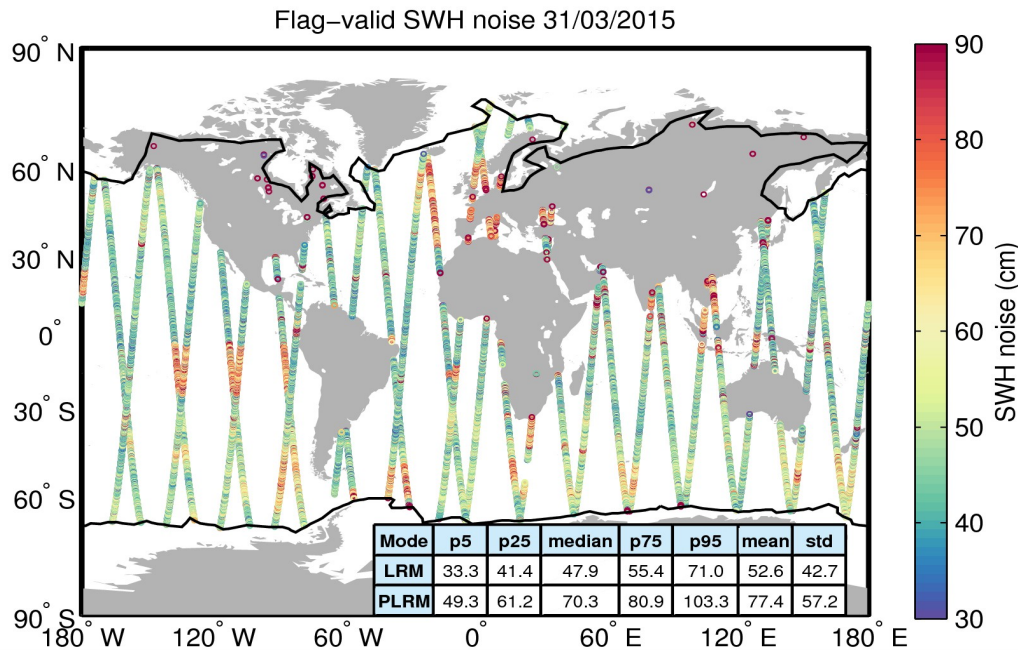 Flag−valid SWH noise 31/03/2015
90° N
60° N
30° N
0°
30° S
60° S
90° S
180° W
120° W
60° W
0°
60° E
120° E
180° E
Mode p5 p25 median p75 p95 mean std
LRM 33.3 41.4 47.9 55.4 71.0 52.6 42.7
PLRM 49.3 61.2 70.3 80.9 103.3 77.4 57.2
90
80
70
60
50
40
30
SWH noise (cm)